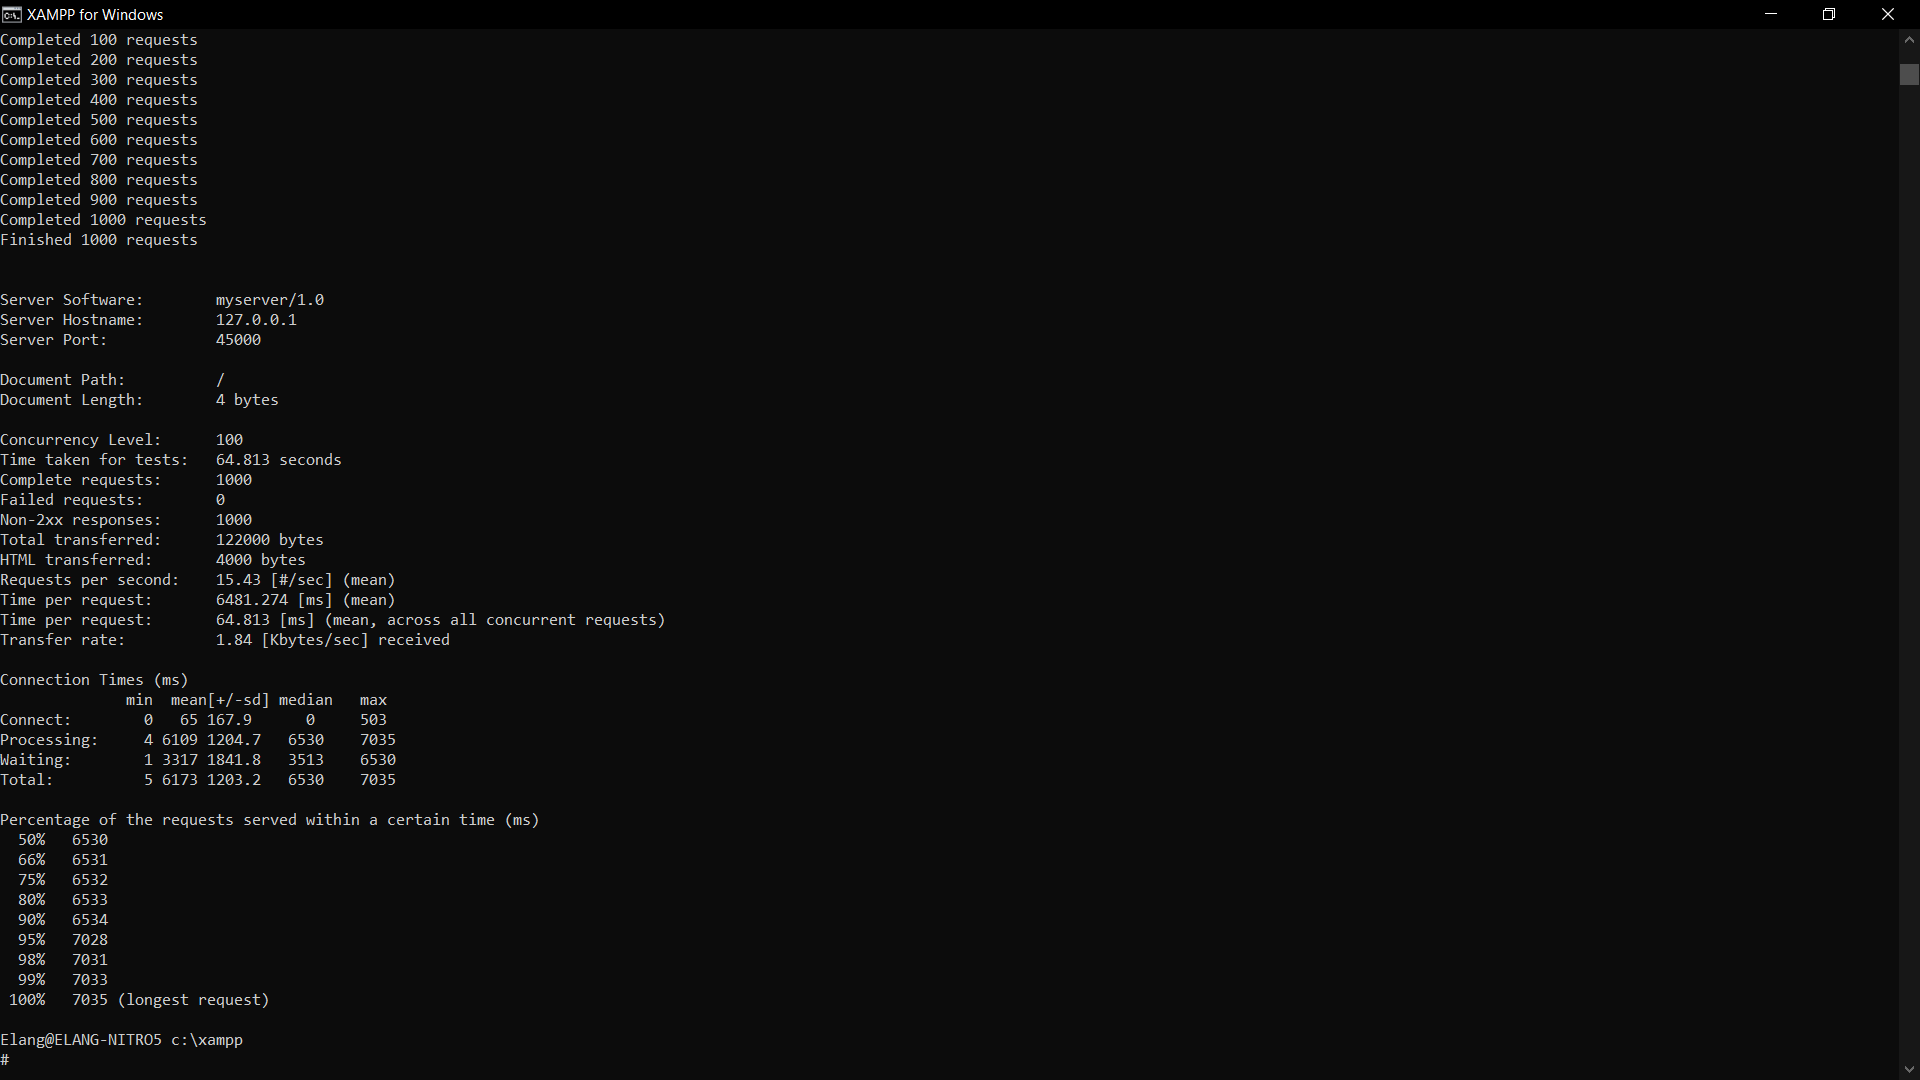 XAMPP for Windows
Completed 100 requests
Completed 200 requests
Completed 300 requests
Completed 400 requests
Completed 500 requests
Completed 600 requests
Completed 700 requests
Completed 800 requests
Completed 900 requests
Completed 1000 requests
Finished 1000 requests
Server Software:        myserver/1.0
Server Hostname:        127.0.0.1
Server Port:            45000
Document Path:          /
Document Length:        4 bytes
Concurrency Level:      100
Time taken for tests:   64.813 seconds
Complete requests:      1000
Failed requests:        0
Non-2xx responses:      1000
Total transferred:      122000 bytes
HTML transferred:       4000 bytes
Requests per second:    15.43 [#/sec] (mean)
Time per request:       6481.274 [ms] (mean)
Time per request:       64.813 [ms] (mean, across all concurrent requests)
Transfer rate:          1.84 [Kbytes/sec] received
Connection Times (ms)
              min  mean[+/-sd] median   max
Connect:        0   65 167.9      0     503
Processing:     4 6109 1204.7   6530    7035
Waiting:        1 3317 1841.8   3513    6530
Total:          5 6173 1203.2   6530    7035
Percentage of the requests served within a certain time (ms)
  50%   6530
  66%   6531
  75%   6532
  80%   6533
  90%   6534
  95%   7028
  98%   7031
  99%   7033
 100%   7035 (longest request)
Elang@ELANG-NITRO5 c:\xampp
#